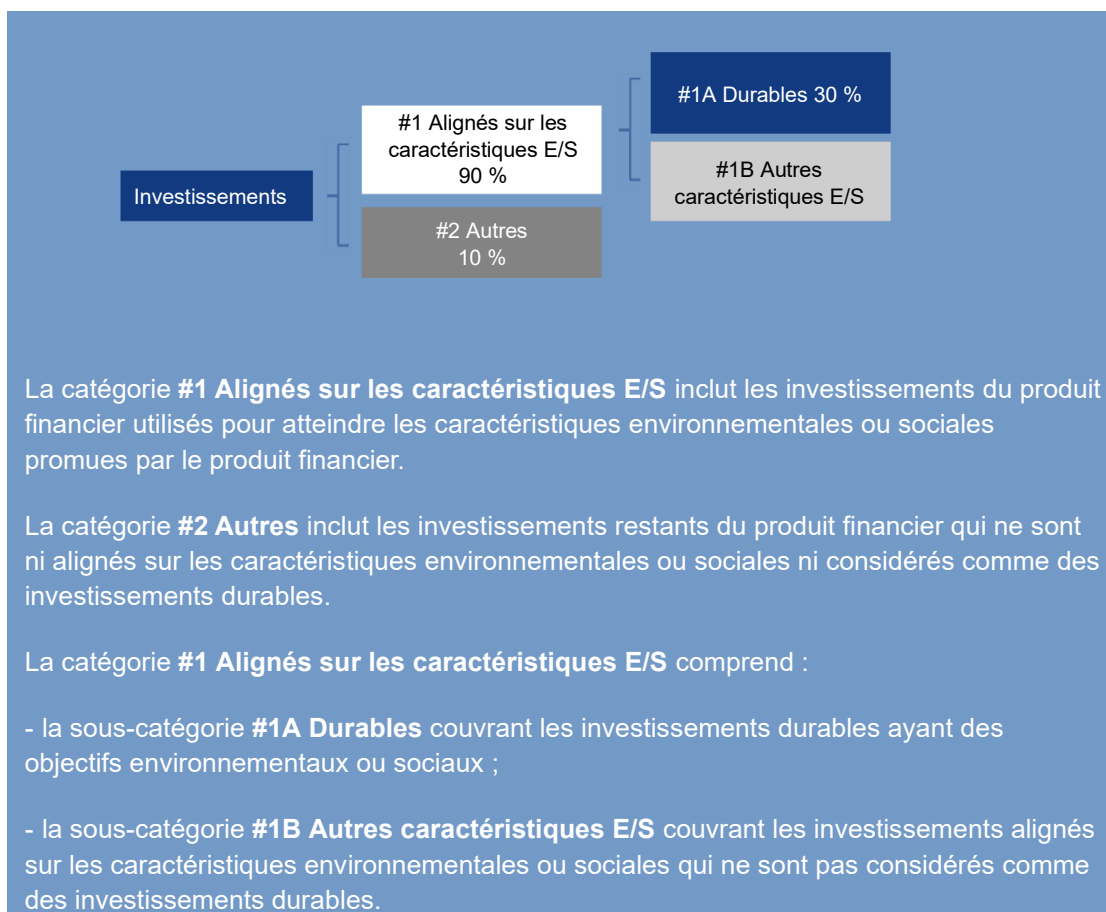 #1A Durables 30 %
#1 Alignés sur les
caractéristiques E/S
90 %
#1B Autres
caractéristiques E/S
Investissements
#2 Autres
10 %
La catégorie #1 Alignés sur les caractéristiques E/S inclut les investissements du produit
financier utilisés pour atteindre les caractéristiques environnementales ou sociales
promues par le produit financier.
La catégorie #2 Autres inclut les investissements restants du produit financier qui ne sont
ni alignés sur les caractéristiques environnementales ou sociales ni considérés comme des
investissements durables.
La catégorie #1 Alignés sur les caractéristiques E/S comprend :
- la sous-catégorie #1A Durables couvrant les investissements durables ayant des
objectifs environnementaux ou sociaux ;
- la sous-catégorie #1B Autres caractéristiques E/S couvrant les investissements alignés
sur les caractéristiques environnementales ou sociales qui ne sont pas considérés comme
des investissements durables.